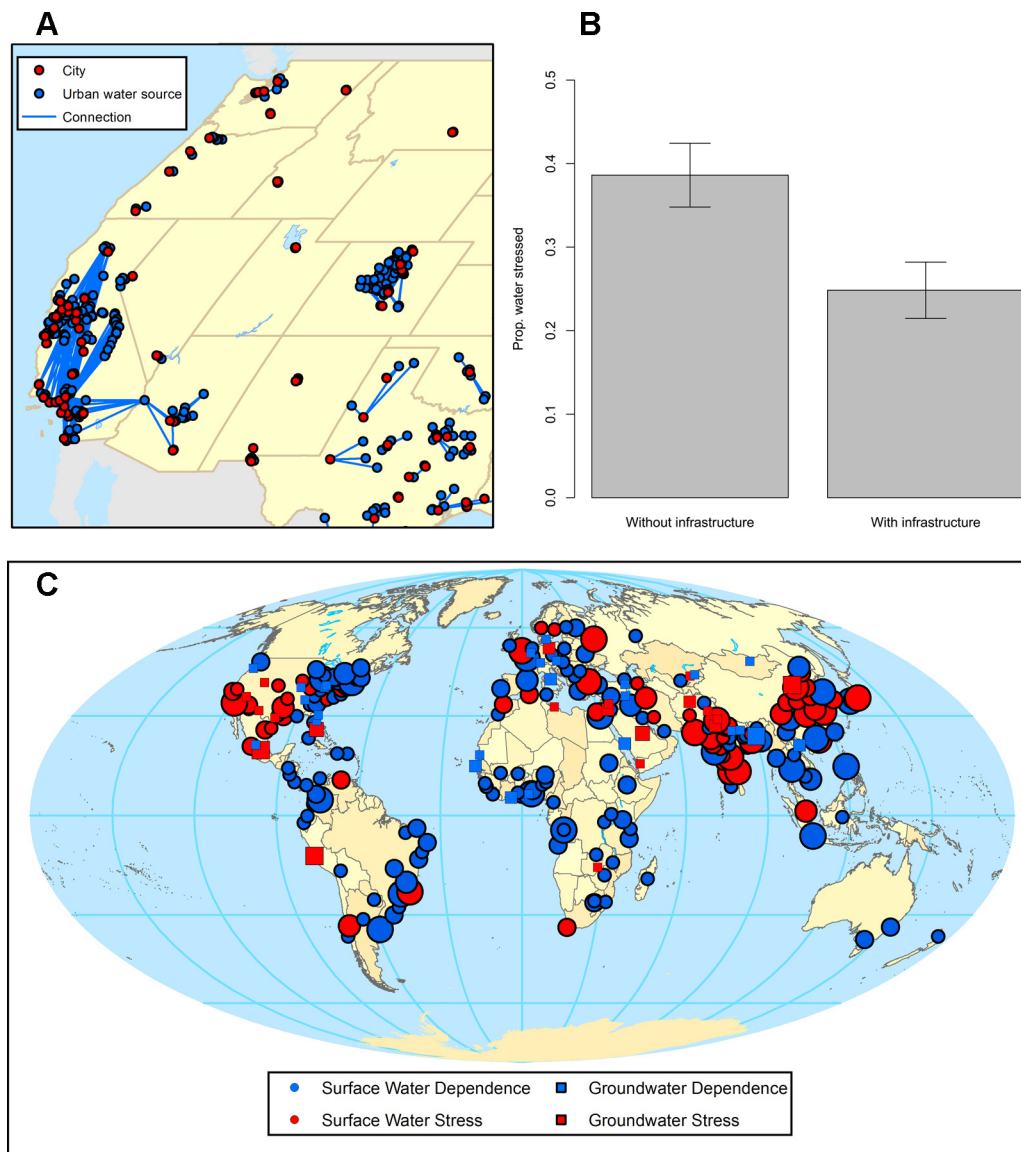 A
City
Urban water source
Connection
B
Prop. water stressed
0.5
0.4
0.3
0.2
0.1
0.0
Without infrastructure
With infrastructure
C
Surface Water Dependence
Groundwater Dependence
Surface Water Stress
Groundwater Stress